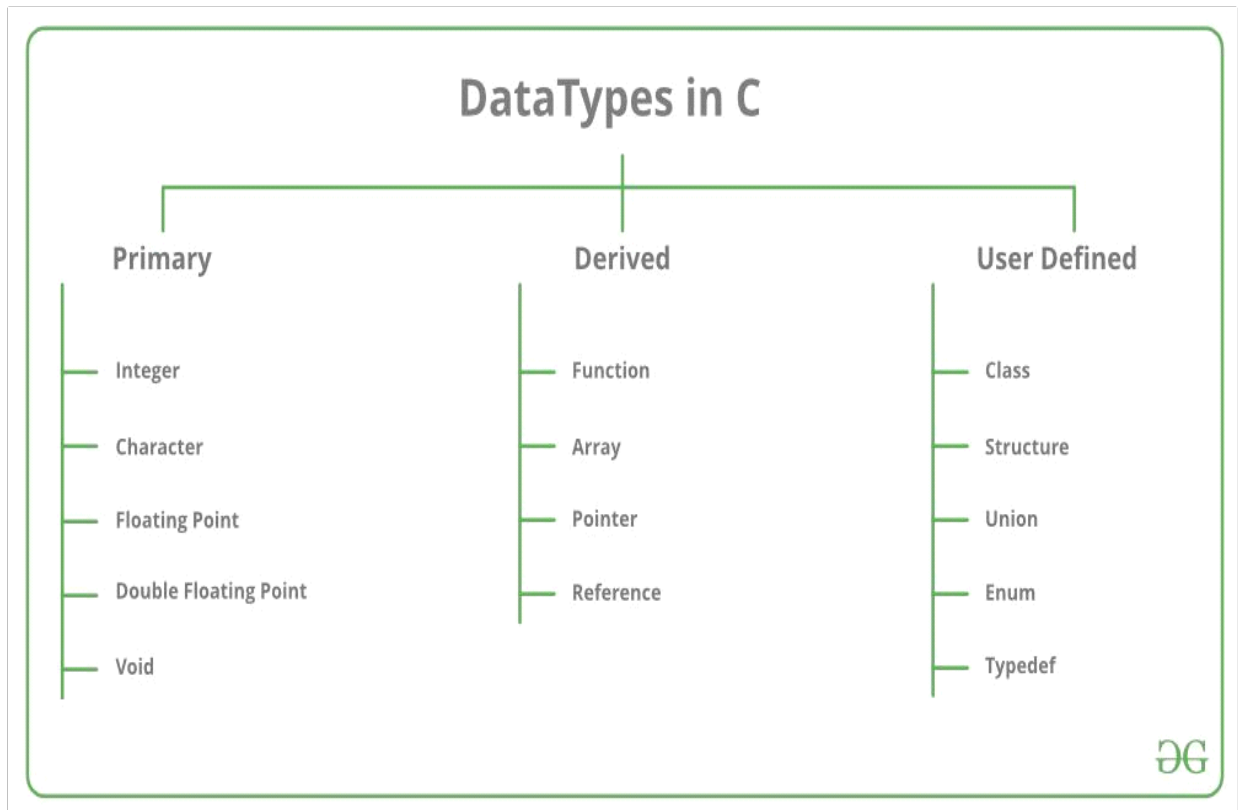 DataTypes in C
Primary
Integer
Character
Floating Point
Double Floating Point
Void
Derived
Function
Array
Pointer
Reference
User Defined
Class
Structure
Union
Enum
Typedef